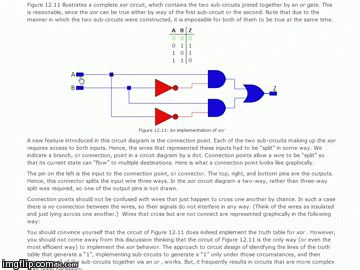 Figure 12.11 illustrates a complete xor circuit, which contains the two sub-circuits joined together by an or gate. This
is reasonable, since the xor can be true either by way of the first sub-circuit or the second. Note that due to the
manner in which the two sub-circuits were constructed, it is impossible for both of them to be true at the same time.
A B Z
0 0 0
0 1 1
1 0 1
1 1 0
A
B
Z
Figure 12.11: An implementation of xor
A new feature introduced in this circuit diagram is the connection point. Each of the two sub-circuits making up the xor
requires access to both inputs. Hence, the wires that represented these inputs had to be "split" in some way. We
indicate a branch, or connection, point in a circuit diagram by a dot. Connection points allow a wire to be "split" so
that its current state can "flow" to multiple destinations. Here is what a connection point looks like graphically.
The pin on the left is the input to the connection point, or connector. The top, right, and bottom pins are the outputs.
Hence, this connector splits the input wire three ways. In the xor circuit diagram a two-way, rather than three-way
split was required, so one of the output pins is not drawn.
Connection points should not be confused with wires that just happen to cross one another by chance. In such a case
there is no connection between the wires, so their signals do not interfere in any way. (Think of the wires as insulated
and just lying across one another.) Wires that cross but are not connect are represented graphically in the following
way:
You should convince yourself that the circuit of Figure 12.11 does indeed implement the truth table for xor . However,
you should not come away from this discussion thinking that the circuit of Figure 12.11 is the only way (or even the
most efficient way) to implement the xor behavior. The approach to circuit design of identifying the lines of the truth
table that generate a "1", implementing sub-circuits to generate a "1" only under those circumstances, and then
sub-circuits together via an or , works. But, it frequently results in circuits that are more complex
imgflipcomei.com